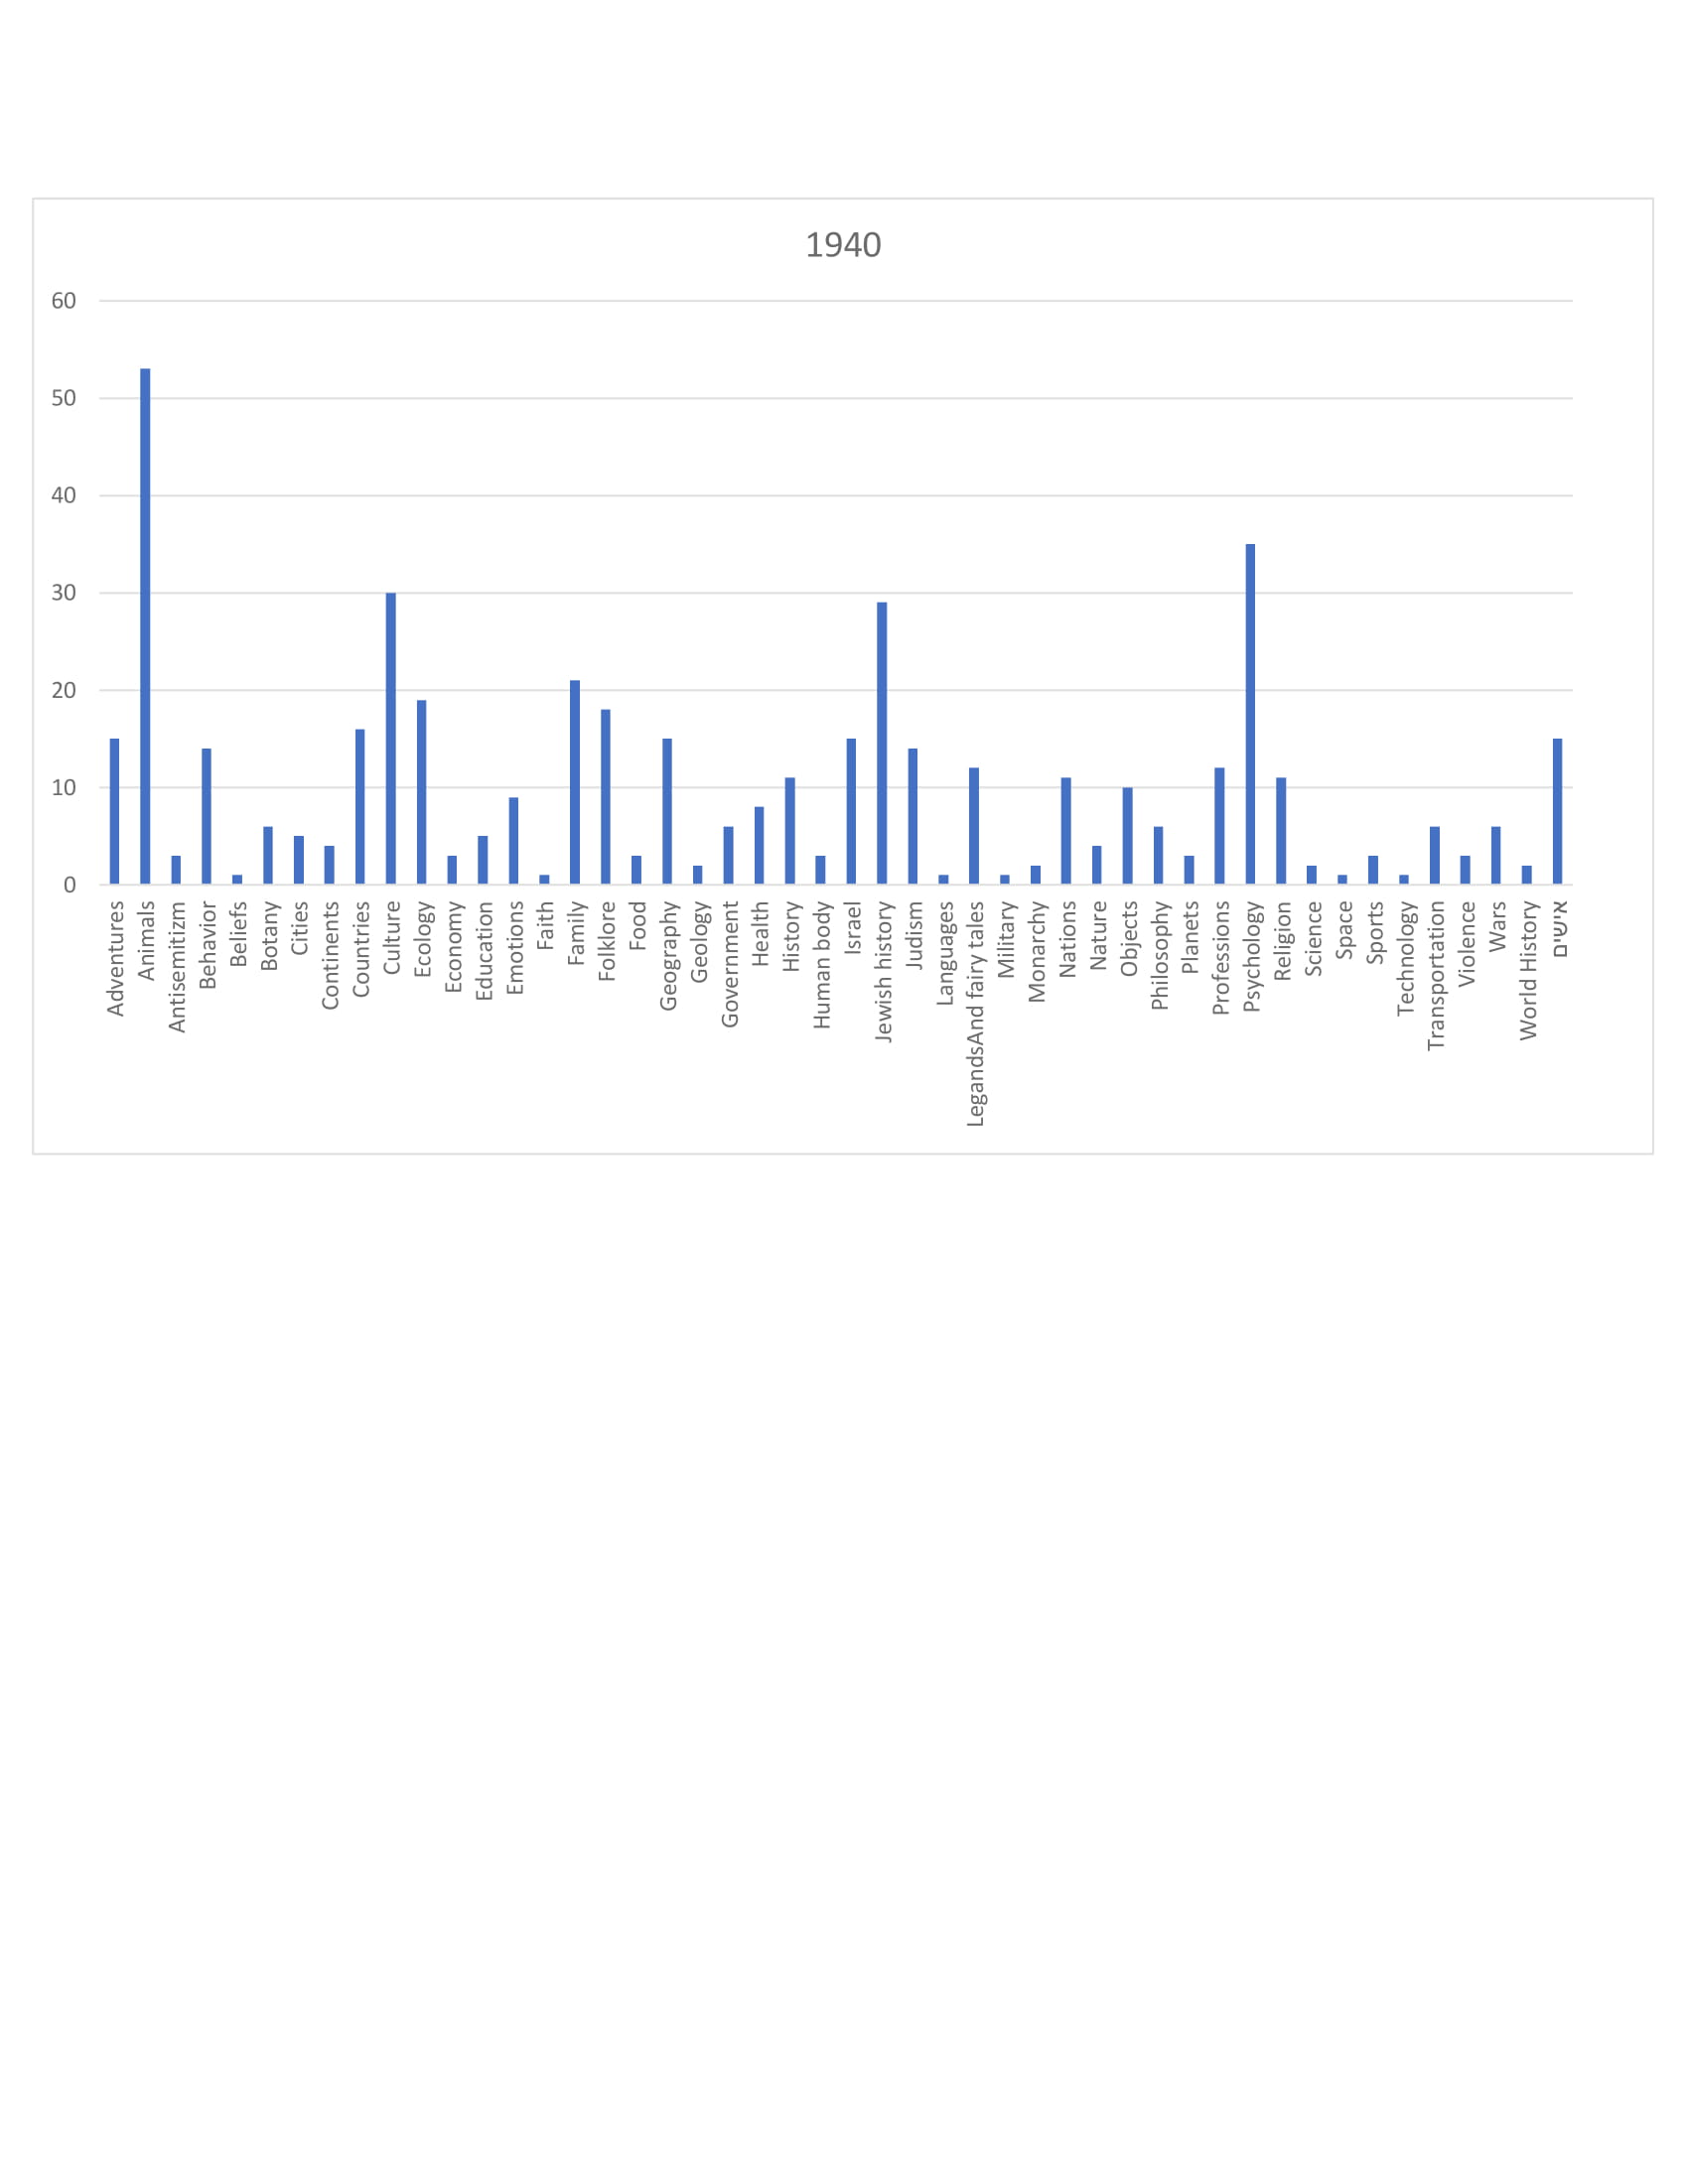 1940
60
50
40
30
20
10
0
Adventures
Animals
Antisemitizm
Behavior
Beliefs
Botany
Cities
Continents
Countries
Culture
Ecology
Economy
Education
Emotions
Faith
Family
Folklore
Food
Geography
Geology
Government
Health
History
Human body
Israel
Jewish history
Judism
Languages
LegandsAnd fairy tales
Military
Monarchy
Nations
Nature
Objects
Philosophy
Planets
Professions
Psychology
Religion
Science
Space
Sports
Technology
Transportation
Violence
Wars
World History
אישים